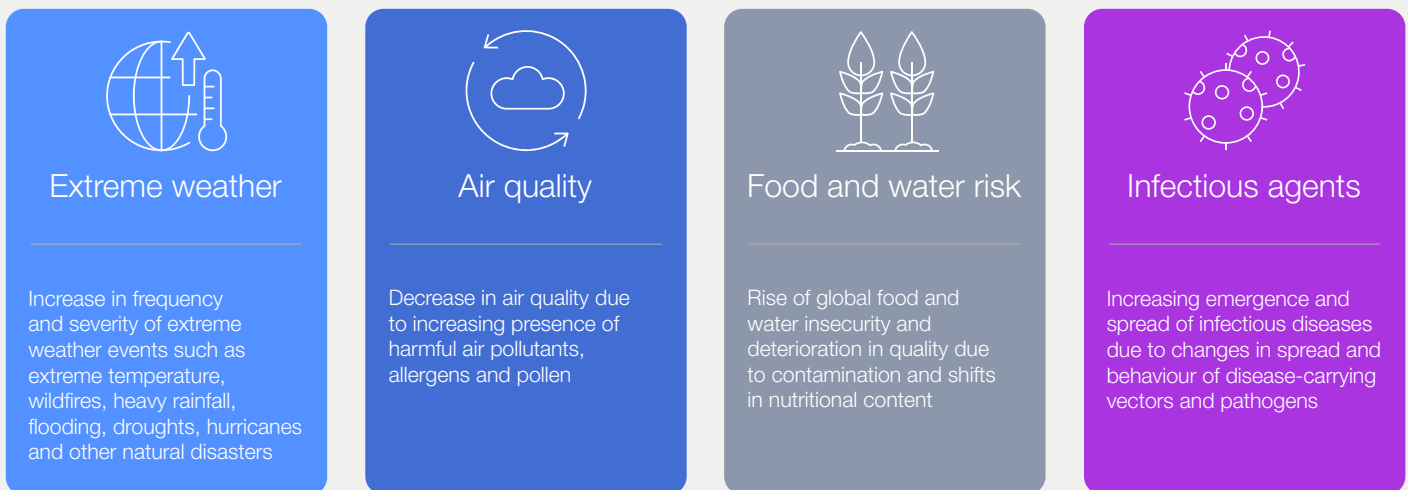 Extreme weather
Increase in frequency
and severity of extreme
weather events such as
extreme temperature,
wildfires, heavy rainfall,
flooding, droughts, hurricanes
and other natural disasters
Air quality
Decrease in air quality due
to increasing presence of
harmful air pollutants,
allergens and pollen
Food and water risk
Rise of global food and
water insecurity and
deterioration in quality due
to contamination and shifts
in nutritional content
Infectious agents
Increasing emergence and
spread of infectious diseases
due to changes in spread and
behaviour of disease-carrying
vectors and pathogens